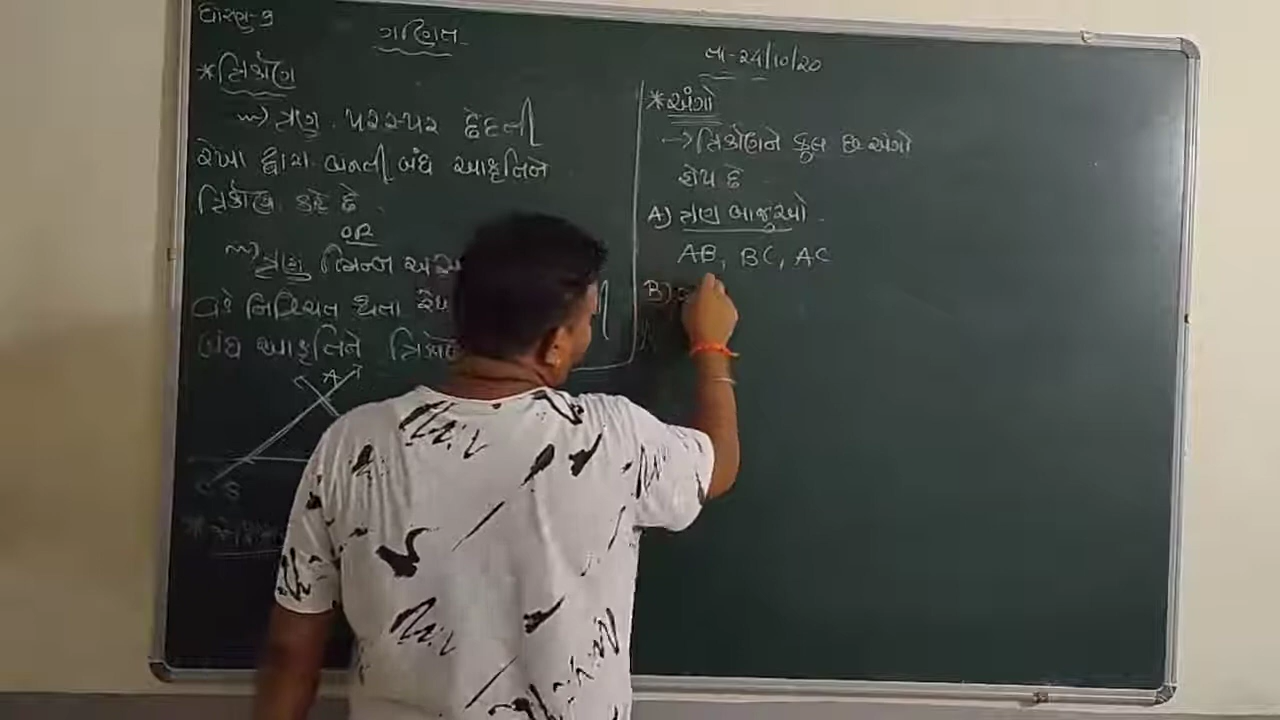 ધોરણ-૭
ગણિત
તા-૨૪/૧૦/૨૦
*ત્રિકોણ
ત્રણ પરસ્પર છેદતી
રેખા દ્વારા બનતી બંધ આકૃતિને
ત્રિકોણ કહે છે.
OR
ત્રણ ભિન્ન
વડે નિશ્ચિત થતા
બંધ આકૃતિને
A
B
*અંગો
→ત્રિકોણને કુલ છ અંગો
હોય છે
A) ત્રણ બાજુઓ.
AB, BC, AC
B)